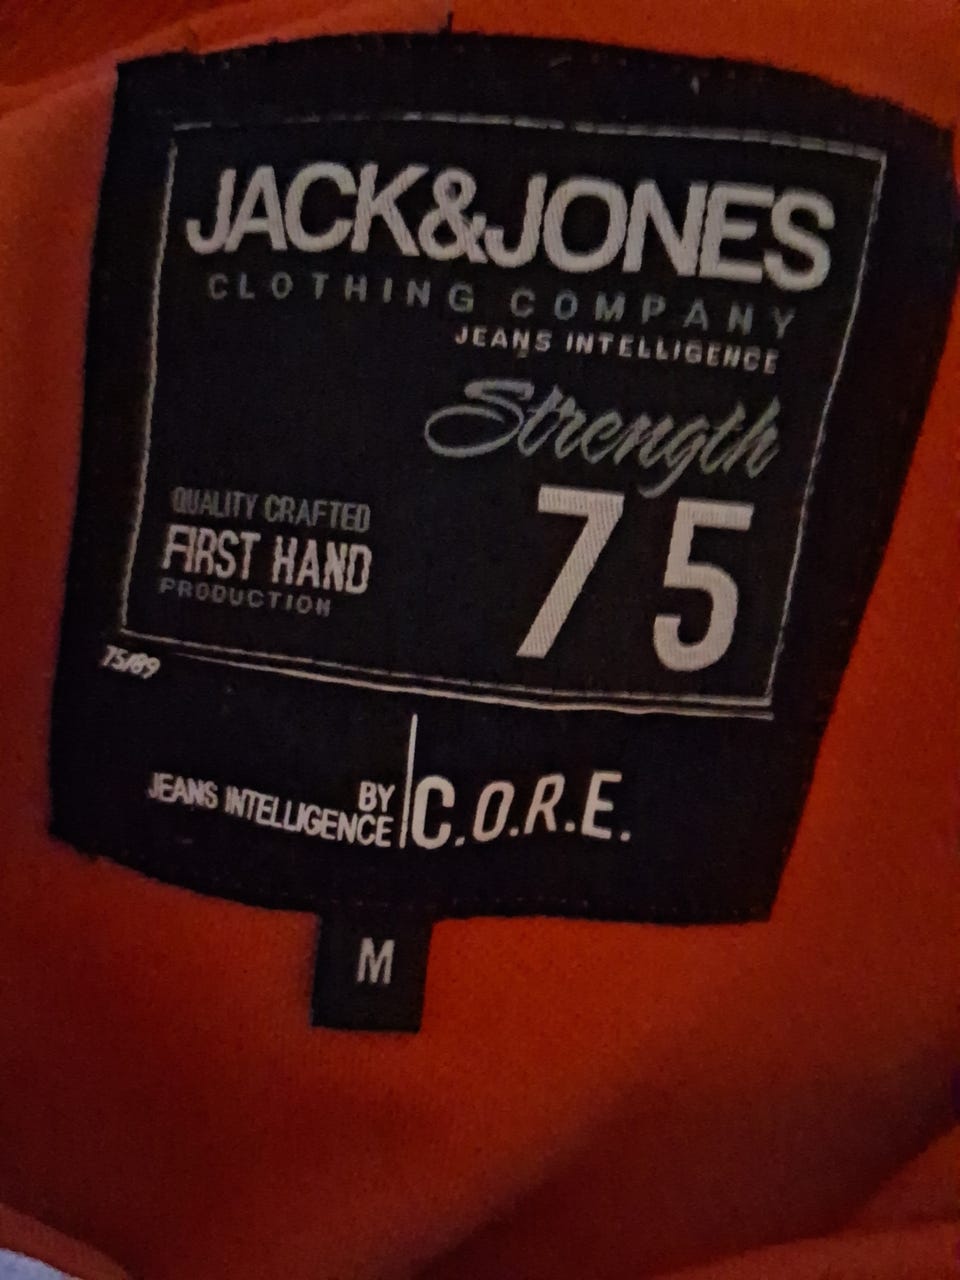 JACK&JONES
CLOTHING COMPANY
JEANS INTELLIGENCE
Strength
75
QUALITY CRAFTED
FIRST HAND
PRODUCTION
75/89
JEANS INTELLIGENCE BY C.O.R.E.
M